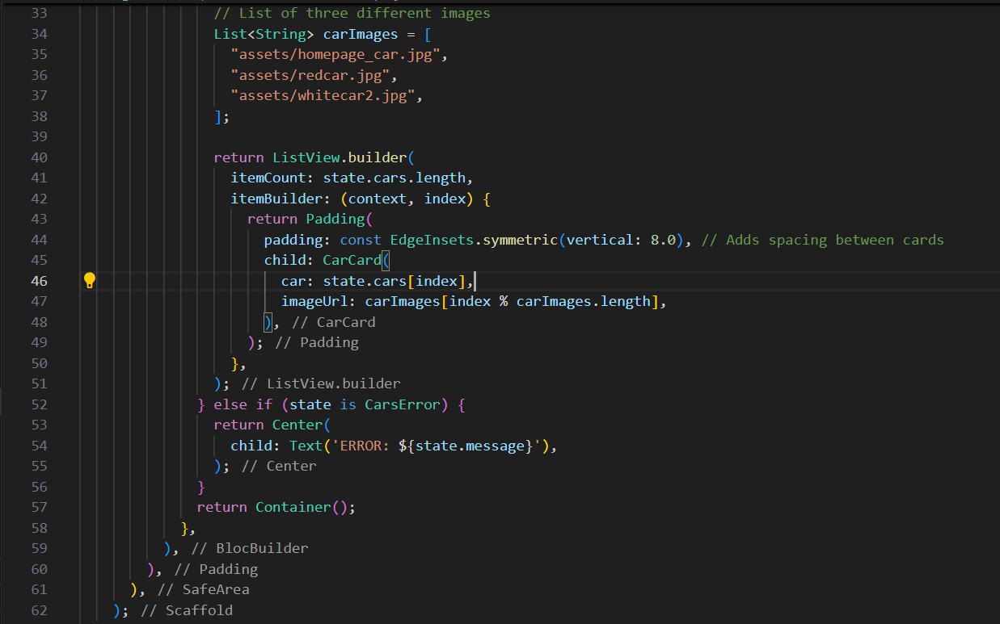 33 // List of three different images
34 List<String> carImages = [
35 "assets/homepage_car.jpg",
36 "assets/redcar.jpg",
37 "assets/whitecar2.jpg",
38 ];
39
40 return ListView.builder(
41 itemCount: state.cars.length,
42 itemBuilder: (context, index) {
43 return Padding(
44 padding: const EdgeInsets.symmetric(vertical: 8.0), // Adds spacing between cards
45 child: CarCard(
46 car: state.cars[index],
47 imageUrl: carImages[index % carImages.length],
48 ), // CarCard
49 ); // Padding
50 },
51 ); // ListView.builder
52 } else if (state is CarsError) {
53 return Center(
54 child: Text('ERROR: ${state.message}'),
55 ); // Center
56 }
57 return Container();
58 },
59 ), // BlocBuilder
60 ), // Padding
61 ), // SafeArea
62 ); // Scaffold